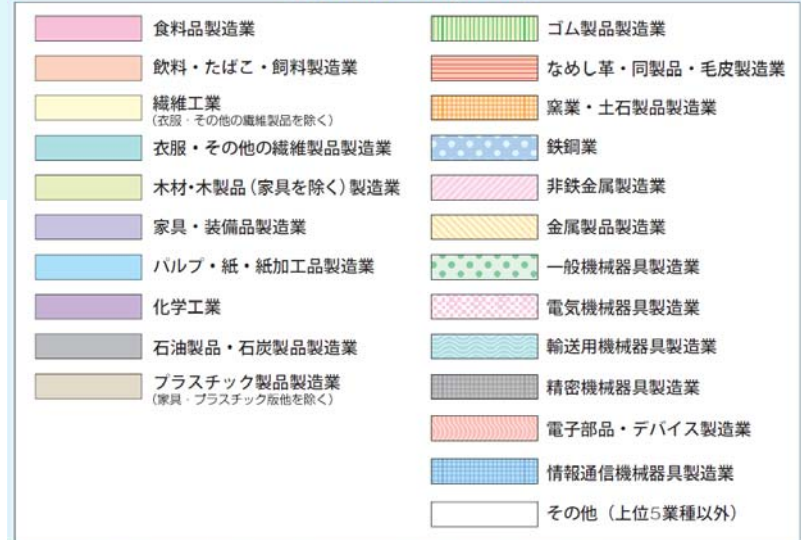 食料品製造業
飲料・たばこ・飼料製造業
繊維工業
(衣服・その他の繊維製品を除く)
衣服・その他の繊維製品製造業
木材・木製品(家具を除く)製造業
家具・装備品製造業
パルプ・紙・紙加工品製造業
化学工業
石油製品・石炭製品製造業
プラスチック製品製造業
(家具・プラスチック版他を除く)
ゴム製品製造業
なめし革・同製品・毛皮製造業
窯業・土石製品製造業
鉄鋼業
非鉄金属製造業
金属製品製造業
一般機械器具製造業
電気機械器具製造業
輸送用機械器具製造業
精密機械器具製造業
電子部品・デバイス製造業
情報通信機械器具製造業
その他(上位5業種以外)